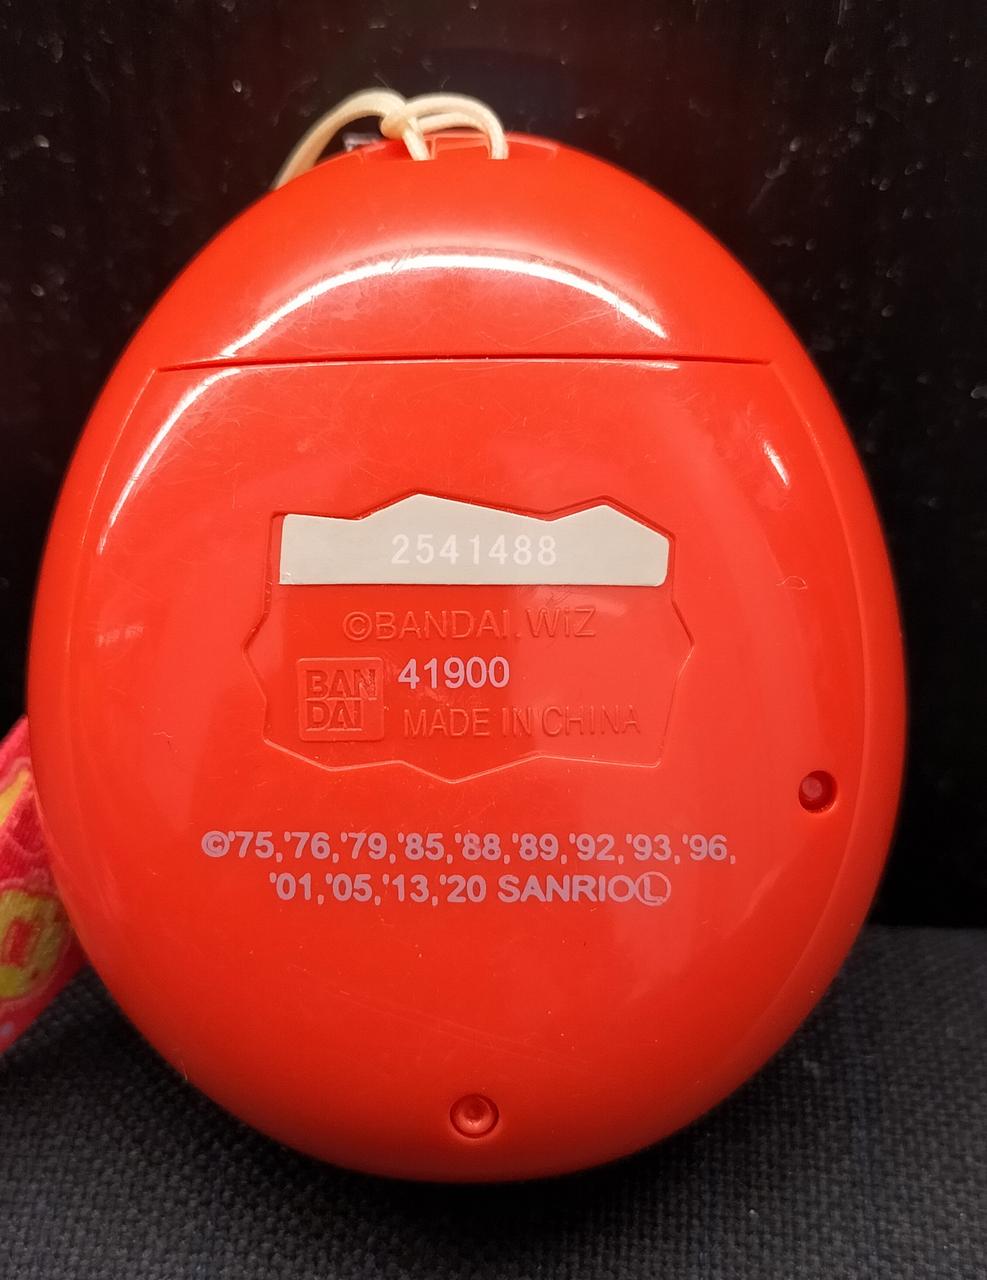 2541488
©BANDAI, WiZ
BAN
DAI
41900
MADE IN CHINA
©'75,'76,'79,'85,'88,'89,'92,'93,'96,
'01,'05,'13,'20 SANRIOⓁ